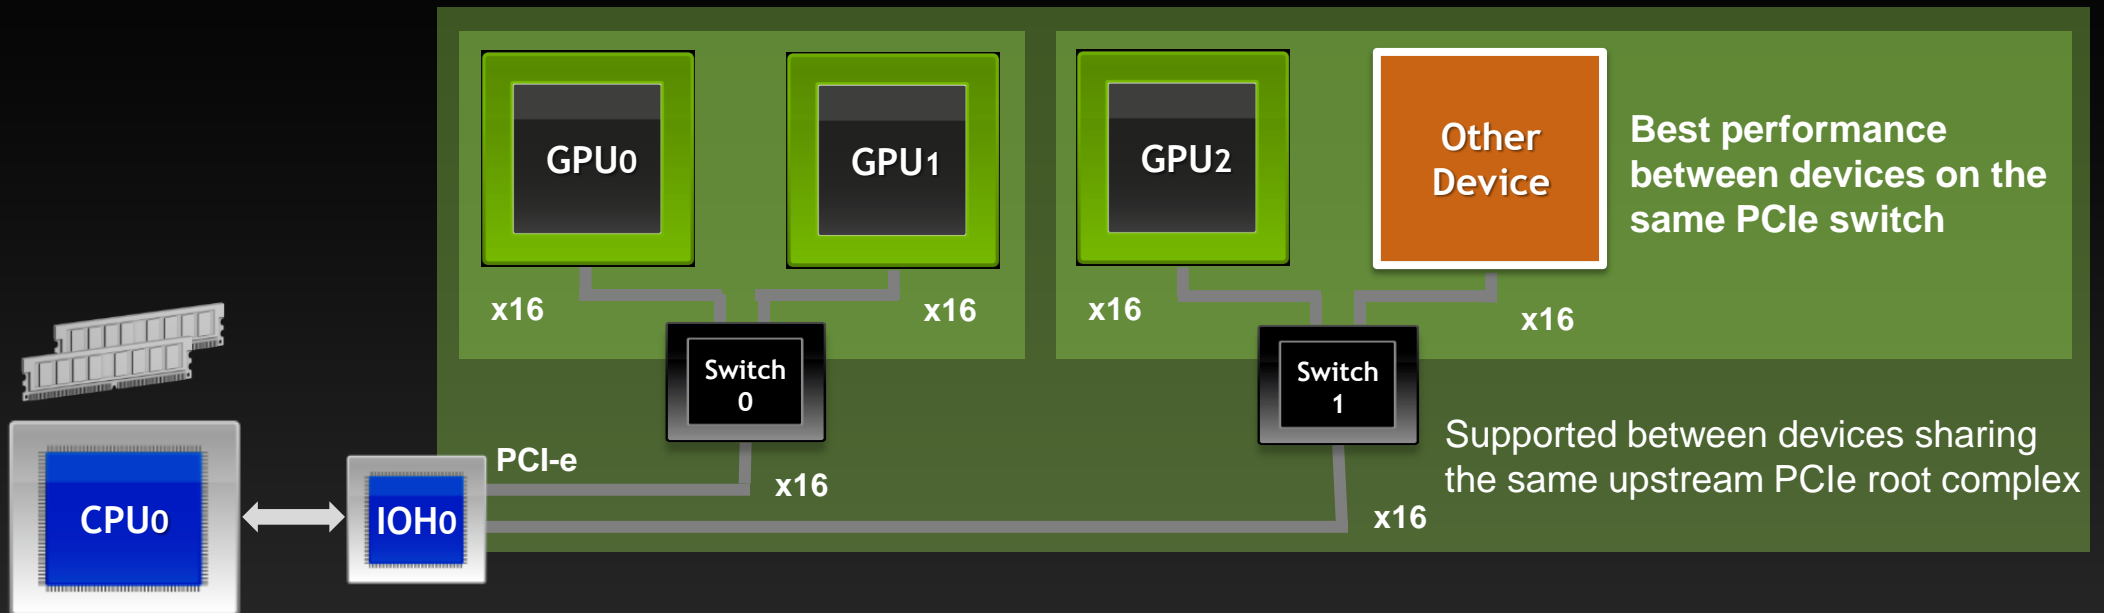 GPU0
GPU1
GPU2
Other
Device
Best performance
between devices on the
same PCIe switch
x16
x16
x16
x16
Switch
0
Switch
1
Supported between devices sharing
the same upstream PCIe root complex
PCI-e
x16
x16
CPU0
IOH0